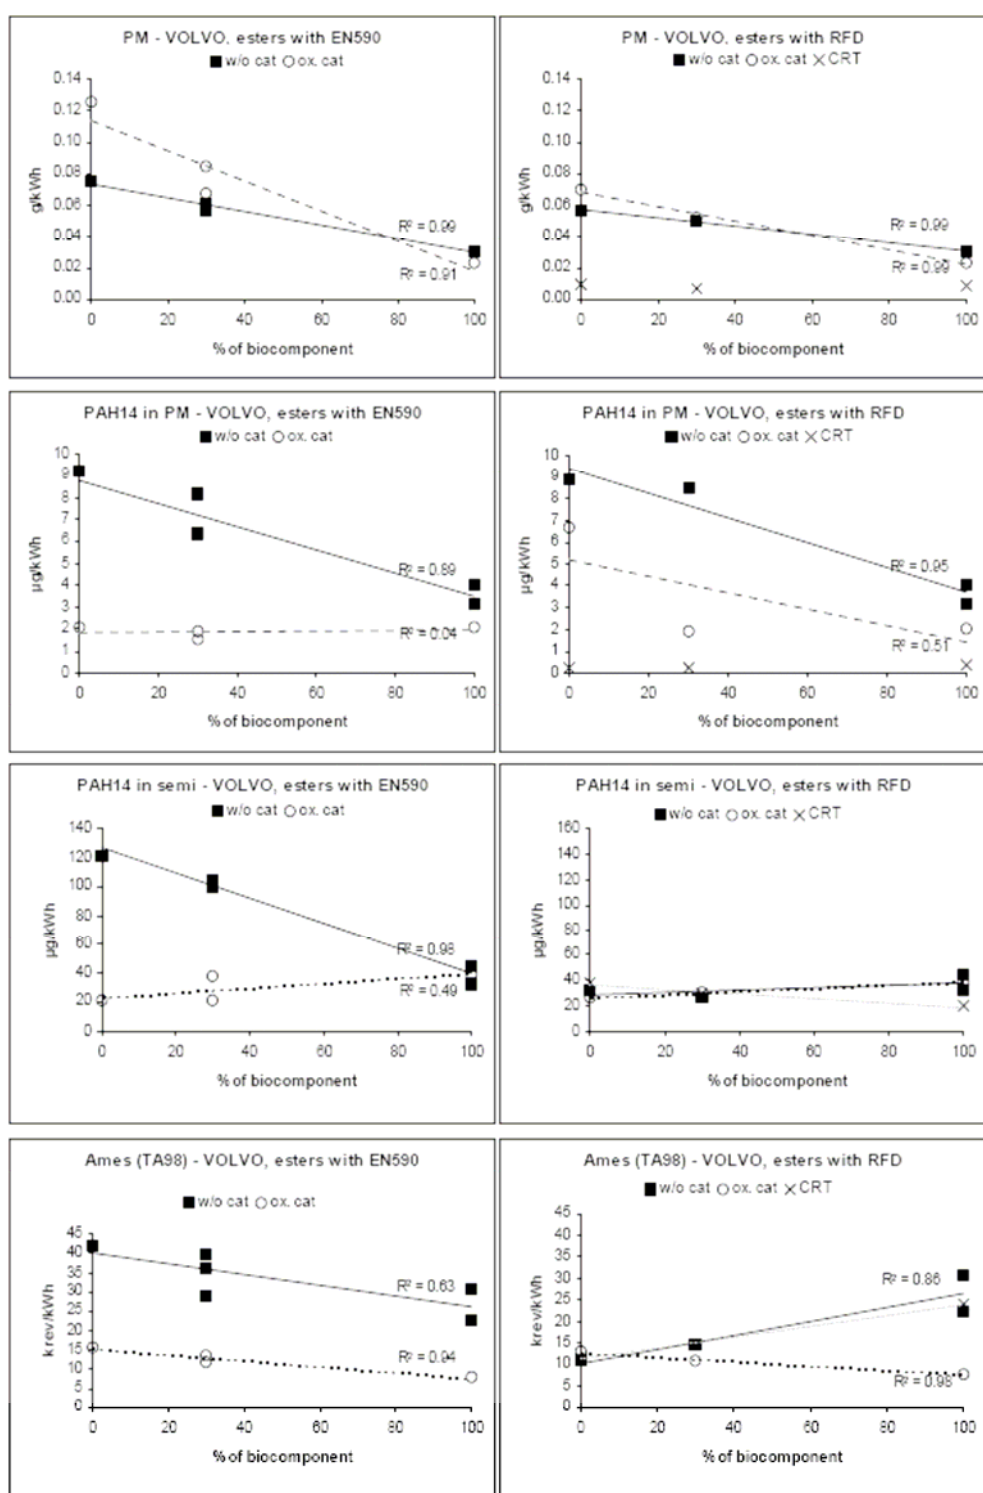 PM - VOLVO, esters with EN590
■ w/o cat ○ ox. cat
0.14
0.12
0.10
0.08
0.06
0.04
0.02
0.00
g/kWh
R² = 0.99
R² = 0.91
0 20 40 60 80 100
% of biocomponent
PM - VOLVO, esters with RFD
■ w/o cat ○ ox. cat × CRT
0.14
0.12
0.10
0.08
0.06
0.04
0.02
0.00
g/kWh
R² = 0.99
R² = 0.99
0 20 40 60 80 100
% of biocomponent
PAH14 in PM - VOLVO, esters with EN590
■ w/o cat ○ ox. cat
10
9
8
7
6
5
4
3
2
1
0
µg/kWh
R² = 0.89
R² = 0.04
0 20 40 60 80 100
% of biocomponent
PAH14 in PM - VOLVO, esters with RFD
■ w/o cat ○ ox. cat × CRT
10
9
8
7
6
5
4
3
2
1
0
µg/kWh
R² = 0.95
R² = 0.51
0 20 40 60 80 100
% of biocomponent
PAH14 in semi - VOLVO, esters with EN590
■ w/o cat ○ ox. cat
140
120
100
80
60
40
20
0
µg/kWh
R² = 0.98
R² = 0.49
0 20 40 60 80 100
% of biocomponent
PAH14 in semi - VOLVO, esters with RFD
■ w/o cat ○ ox. cat × CRT
160
140
120
100
80
60
40
20
0
µg/kWh
0 20 40 60 80 100
% of biocomponent
Ames (TA98) - VOLVO, esters with EN590
■ w/o cat ○ ox. cat
45
40
35
30
25
20
15
10
5
0
krev/kWh
R² = 0.63
R² = 0.94
0 20 40 60 80 100
% of biocomponent
Ames (TA98) - VOLVO, esters with RFD
■ w/o cat ○ ox. cat × CRT
45
40
35
30
25
20
15
10
5
0
krev/kWh
R² = 0.86
R² = 0.98
0 20 40 60 80 100
% of biocomponent